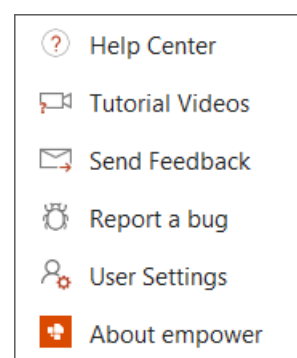 Help Center
Tutorial Videos
Send Feedback
Report a bug
User Settings
About empower